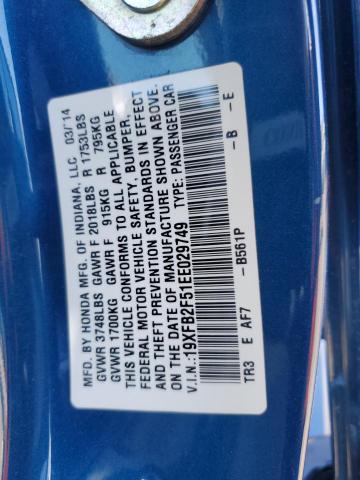 MFD. BY HONDA MFG. OF INDIANA, LLC 03/'14
GVWR 3748LBS GAWR F 2018LBS R 1753LBS
GVWR 1700KG GAWR F 915KG R 795KG
THIS VEHICLE CONFORMS TO ALL APPLICABLE
FEDERAL MOTOR VEHICLE SAFETY, BUMPER,
AND THEFT PREVENTION STANDARDS IN EFFECT
ON THE DATE OF MANUFACTURE SHOWN ABOVE.
V.I.N.:19XFB2F51EE029749 TYPE: PASSENGER CAR
TR3 E AF7 -B561P -B -E